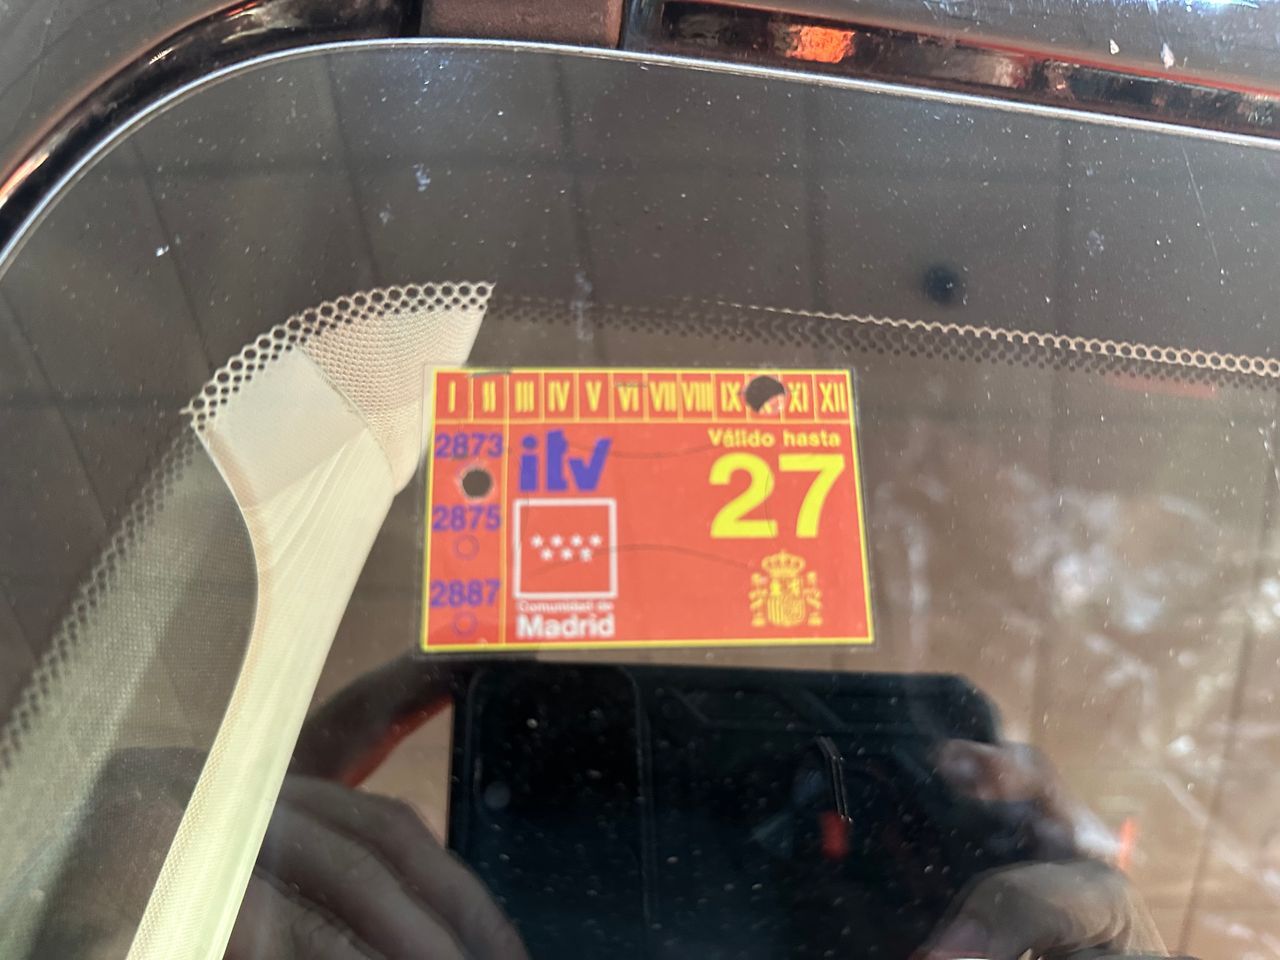 I II III IV V VI VII VIII IX XI XII
2873
itv
Válido hasta
27
2875
2887
Comunidad de
Madrid